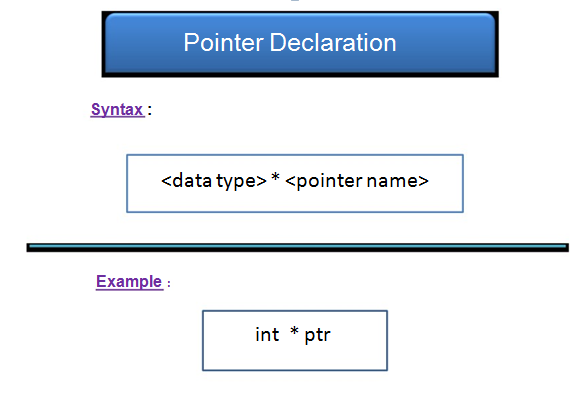 Pointer Declaration
Syntax :
<data type> * <pointer name>
Example :
int * ptr